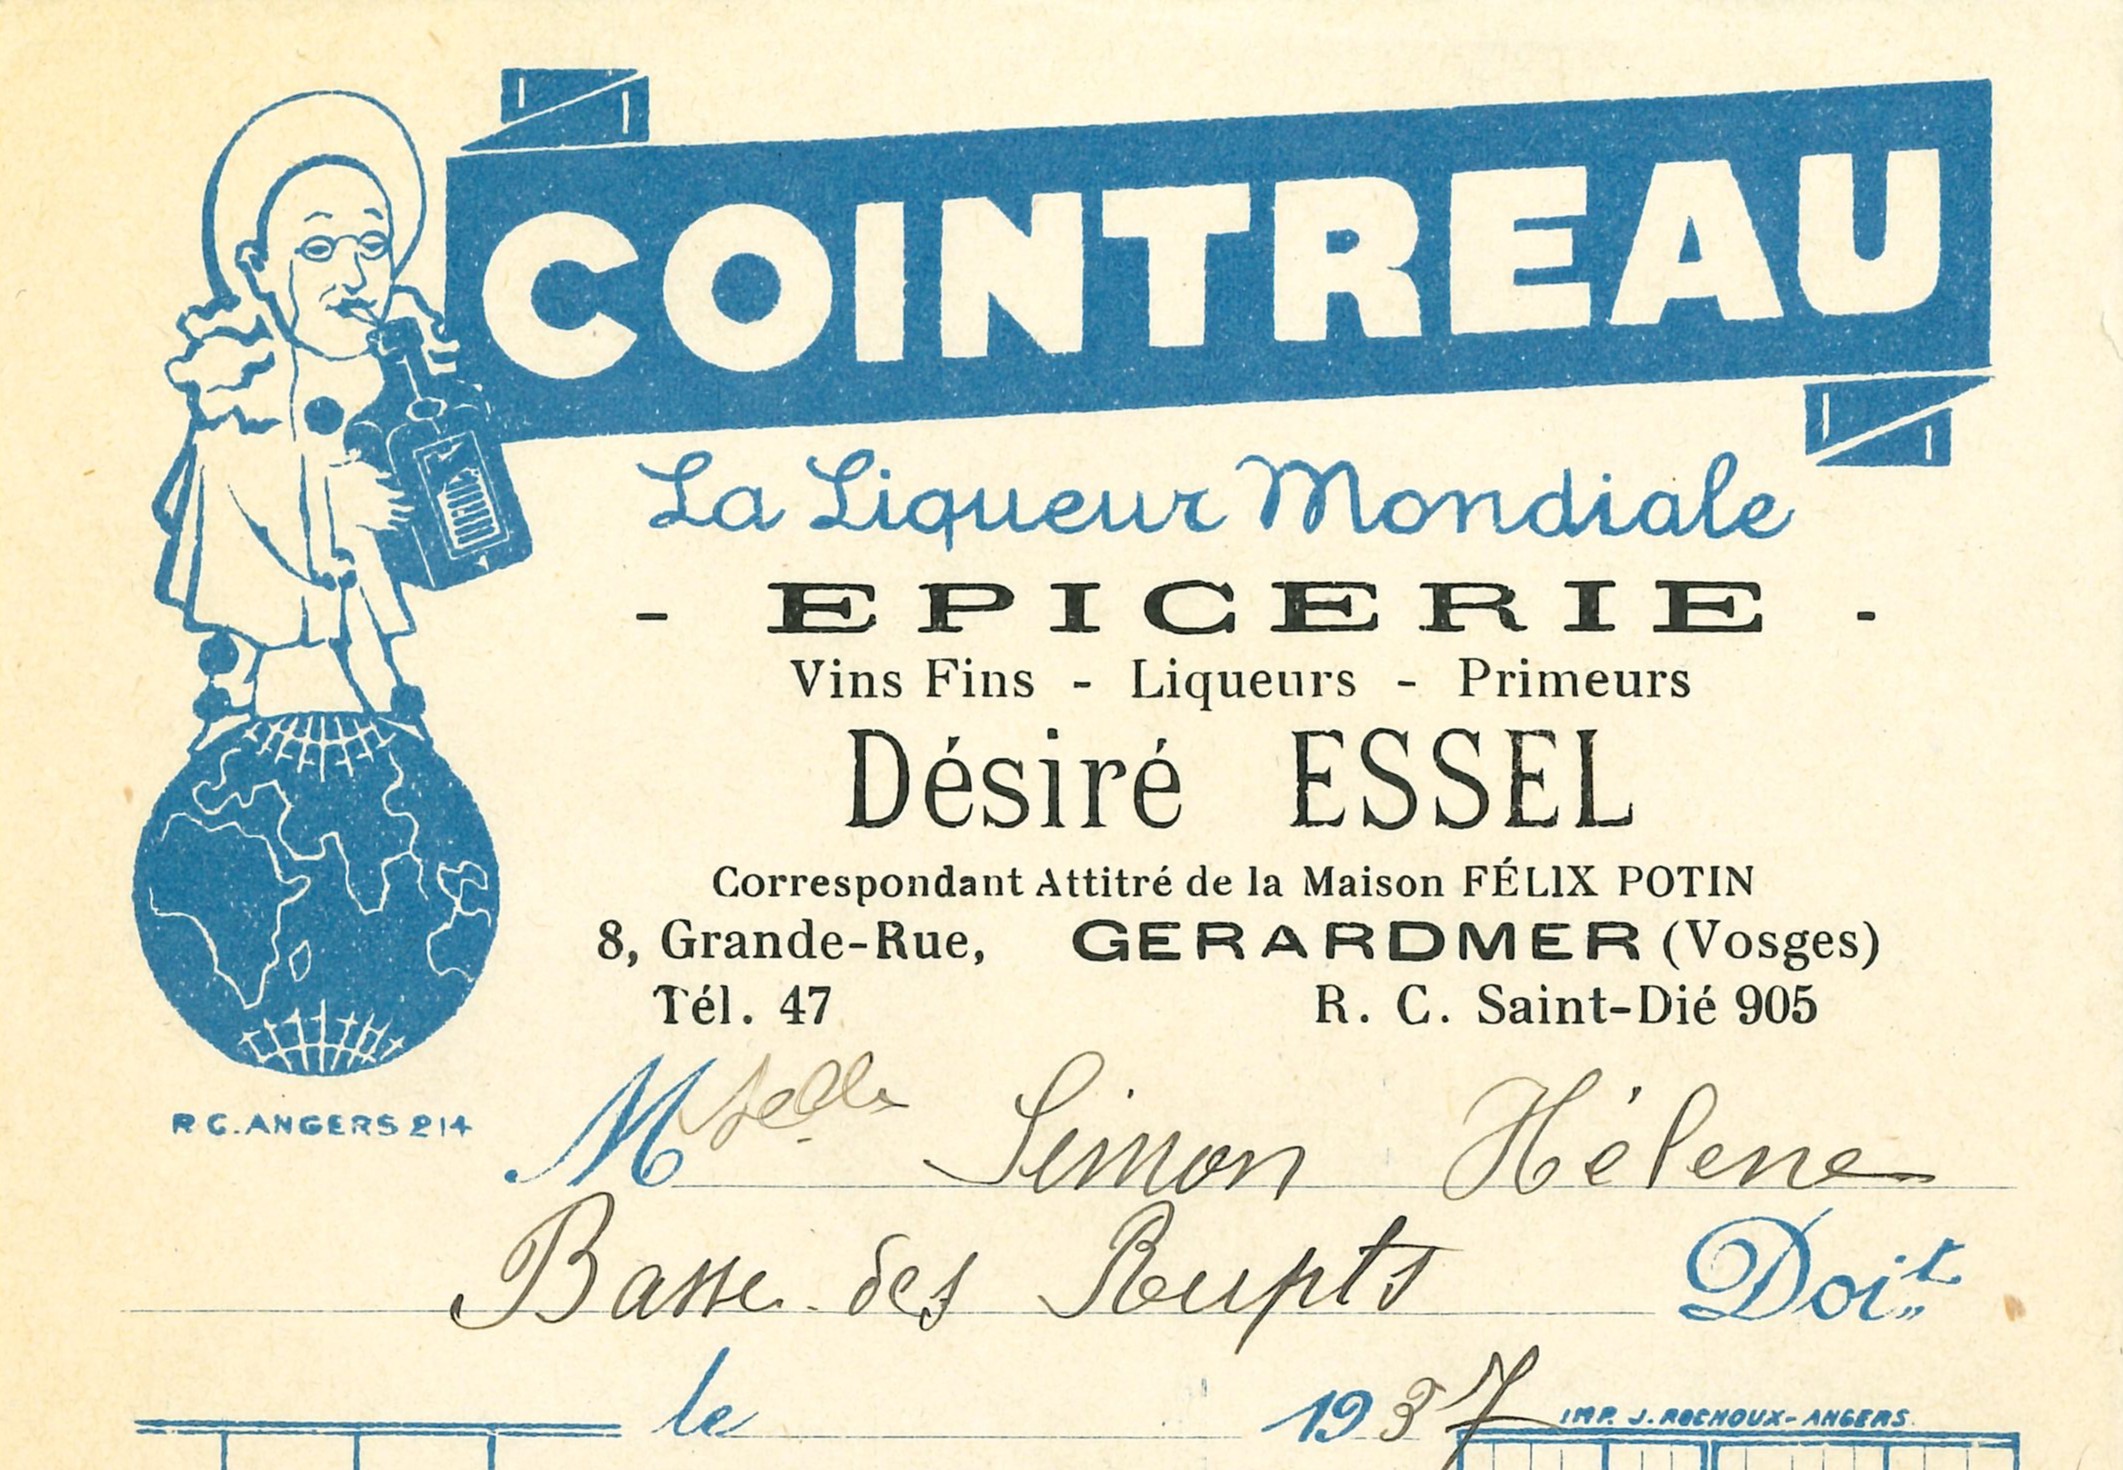 COINTREAU
La Liqueur Mondiale
- EPICERIE -
Vins Fins - Liqueurs - Primeurs
Désiré ESSEL
Correspondant Attitré de la Maison FÉLIX POTIN
8, Grande-Rue, GERARDMER (Vosges)
Tél. 47 R. C. Saint-Dié 905
R.C. ANGERS 214
Mselle Simon Hélène
Basse des Rupts Doit
le 1937
IMP. J. ROCHOUX-ANGERS.